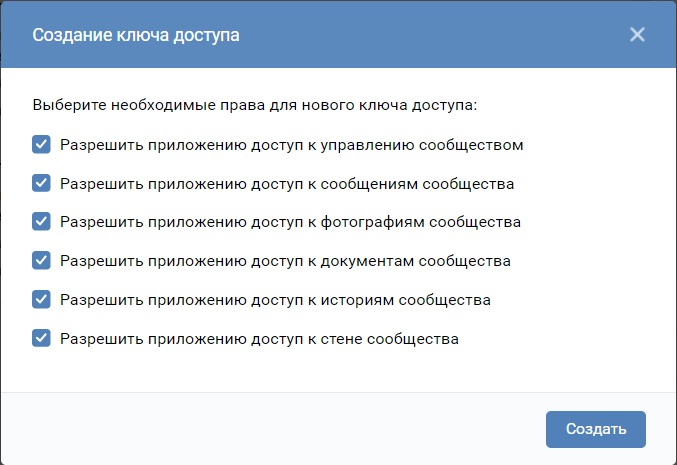 Создание ключа доступа
Выберите необходимые права для нового ключа доступа:
Разрешить приложению доступ к управлению сообществом
Разрешить приложению доступ к сообщениям сообщества
Разрешить приложению доступ к фотографиям сообщества
Разрешить приложению доступ к документам сообщества
Разрешить приложению доступ к историям сообщества
Разрешить приложению доступ к стене сообщества
Создать